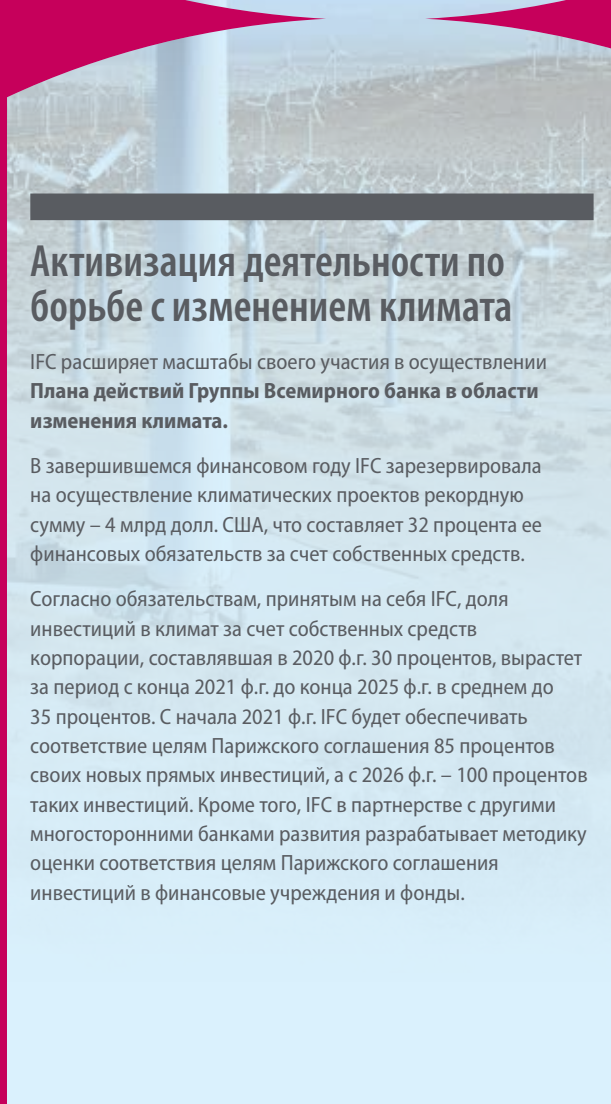 Активизация деятельности по
борьбе с изменением климата
IFC расширяет масштабы своего участия в осуществлении
Плана действий Группы Всемирного банка в области
изменения климата.
В завершившемся финансовом году IFC зарезервировала
на осуществление климатических проектов рекордную
сумму – 4 млрд долл. США, что составляет 32 процента ее
финансовых обязательств за счет собственных средств.
Согласно обязательствам, принятым на себя IFC, доля
инвестиций в климат за счет собственных средств
корпорации, составлявшая в 2020 ф.г. 30 процентов, вырастет
за период с конца 2021 ф.г. до конца 2025 ф.г. в среднем до
35 процентов. С начала 2021 ф.г. IFC будет обеспечивать
соответствие целям Парижского соглашения 85 процентов
своих новых прямых инвестиций, а с 2026 ф.г. – 100 процентов
таких инвестиций. Кроме того, IFC в партнерстве с другими
многосторонними банками развития разрабатывает методику
оценки соответствия целям Парижского соглашения
инвестиций в финансовые учреждения и фонды.